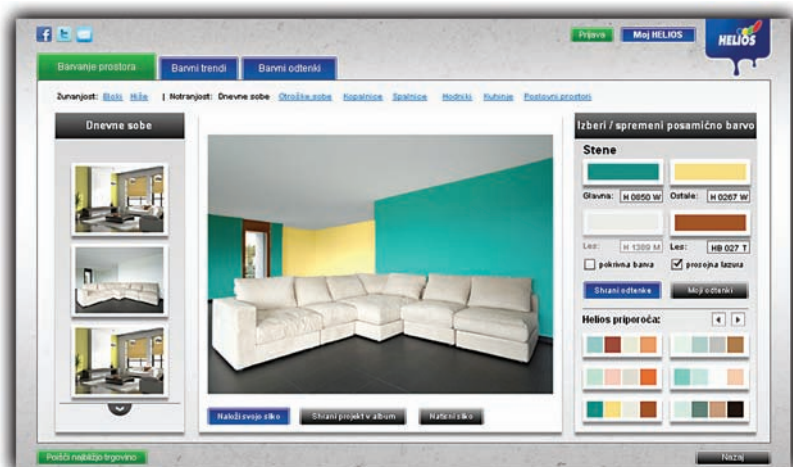 Prijava Moj HELIOS HELIOS
Barvanje prostora Barvni trendi Barvni odtenki
Zunanjost: Bloki Hiše | Notranjost: Dnevne sobe Otroške sobe Kopalnice Spalnice Hodniki Kuhinje Poslovni prostori
Dnevne sobe
Izberi / spremeni posamično barvo
Stene
Glavna: H 0850 W Ostale: H 0267 W
Les: H 1389 M Les: HB 027 T
pokrivna barva prosojna lazura
Shrani odtenke Moji odtenki
Helios priporoča:
Naloži svojo sliko Shrani projekt v album Natisni sliko
Poišči najbližjo trgovino Nazaj